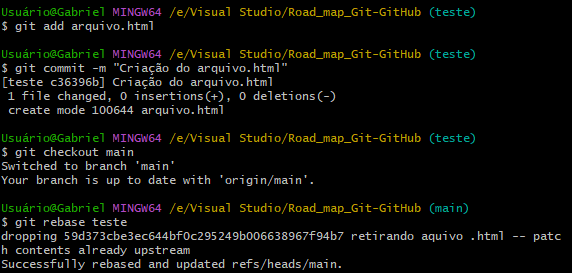 Usuário@Gabriel MINGW64 /e/Visual Studio/Road_map_Git-GitHub (teste)
$ git add arquivo.html
Usuário@Gabriel MINGW64 /e/Visual Studio/Road_map_Git-GitHub (teste)
$ git commit -m "Criação do arquivo.html"
[teste c36396b] Criação do arquivo.html
 1 file changed, 0 insertions(+), 0 deletions(-)
 create mode 100644 arquivo.html
Usuário@Gabriel MINGW64 /e/Visual Studio/Road_map_Git-GitHub (teste)
$ git checkout main
Switched to branch 'main'
Your branch is up to date with 'origin/main'.
Usuário@Gabriel MINGW64 /e/Visual Studio/Road_map_Git-GitHub (main)
$ git rebase teste
dropping 59d373cbe3ec644bf0c295249b006638967f94b7 retirando aquivo .html -- patc
h contents already upstream
Successfully rebased and updated refs/heads/main.